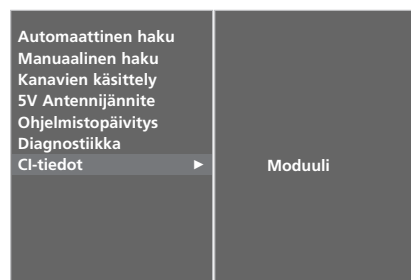 Automaattinen haku
Manuaalinen haku
Kanavien käsittely
5V Antennijännite
Ohjelmistopäivitys
Diagnostiikka
CI-tiedot ►
Moduuli